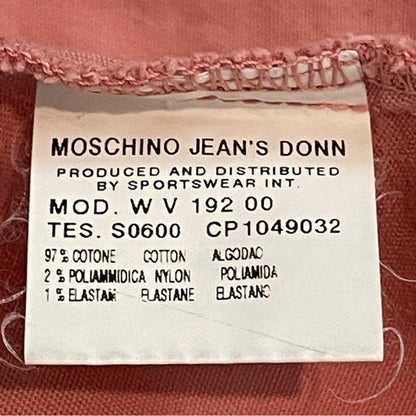 MOSCHINO JEAN'S DONN
PRODUCED AND DISTRIBUTED
BY SPORTSWEAR INT.
MOD. W V 192 00
TES. S0600 CP1049032
97 % COTONE COTTON ALGODAO
2 % POLIAMMIDICA NYLON POLIAMIDA
1 % ELASTAM ELASTANE ELASTANO